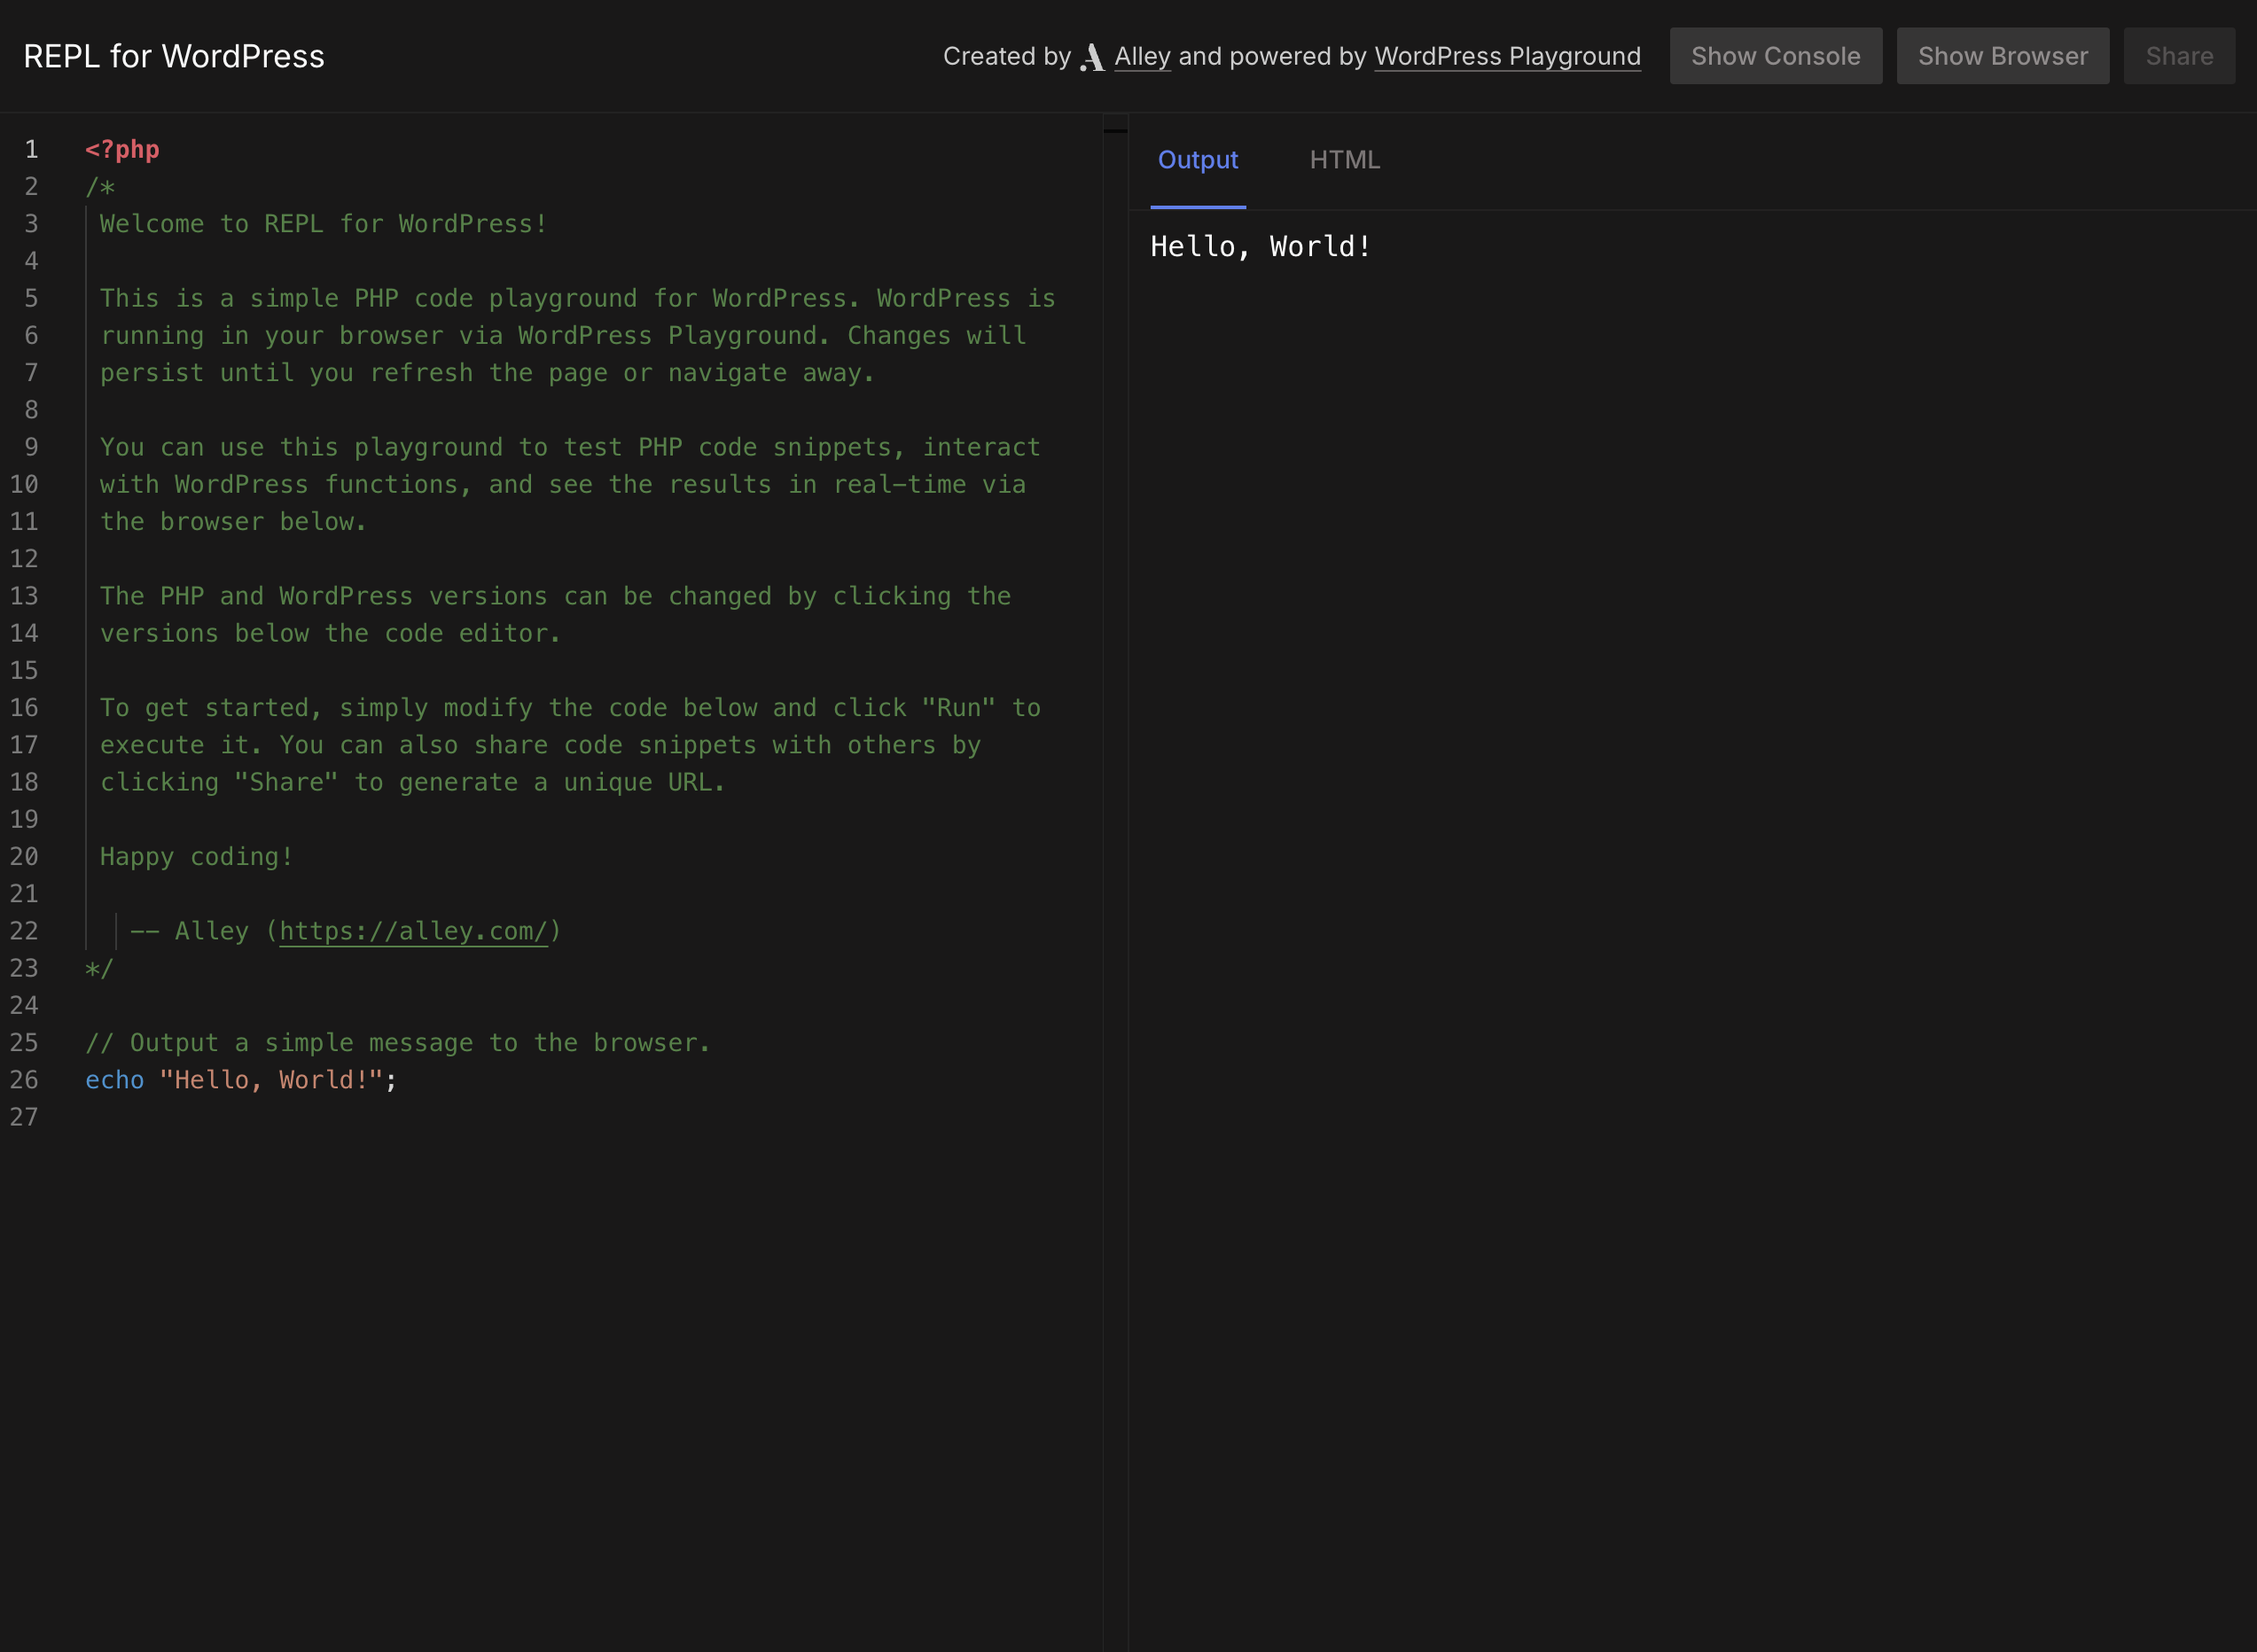 REPL for WordPress
Created by Alley and powered by WordPress Playground
Show Console
Show Browser
Share
1 <?php
2 /*
3 Welcome to REPL for WordPress!
4
5 This is a simple PHP code playground for WordPress. WordPress is
6 running in your browser via WordPress Playground. Changes will
7 persist until you refresh the page or navigate away.
8
9 You can use this playground to test PHP code snippets, interact
10 with WordPress functions, and see the results in real-time via
11 the browser below.
12
13 The PHP and WordPress versions can be changed by clicking the
14 versions below the code editor.
15
16 To get started, simply modify the code below and click "Run" to
17 execute it. You can also share code snippets with others by
18 clicking "Share" to generate a unique URL.
19
20 Happy coding!
21
22 -- Alley (https://alley.com/)
23 */
24
25 // Output a simple message to the browser.
26 echo "Hello, World!";
27
Output
HTML
Hello, World!